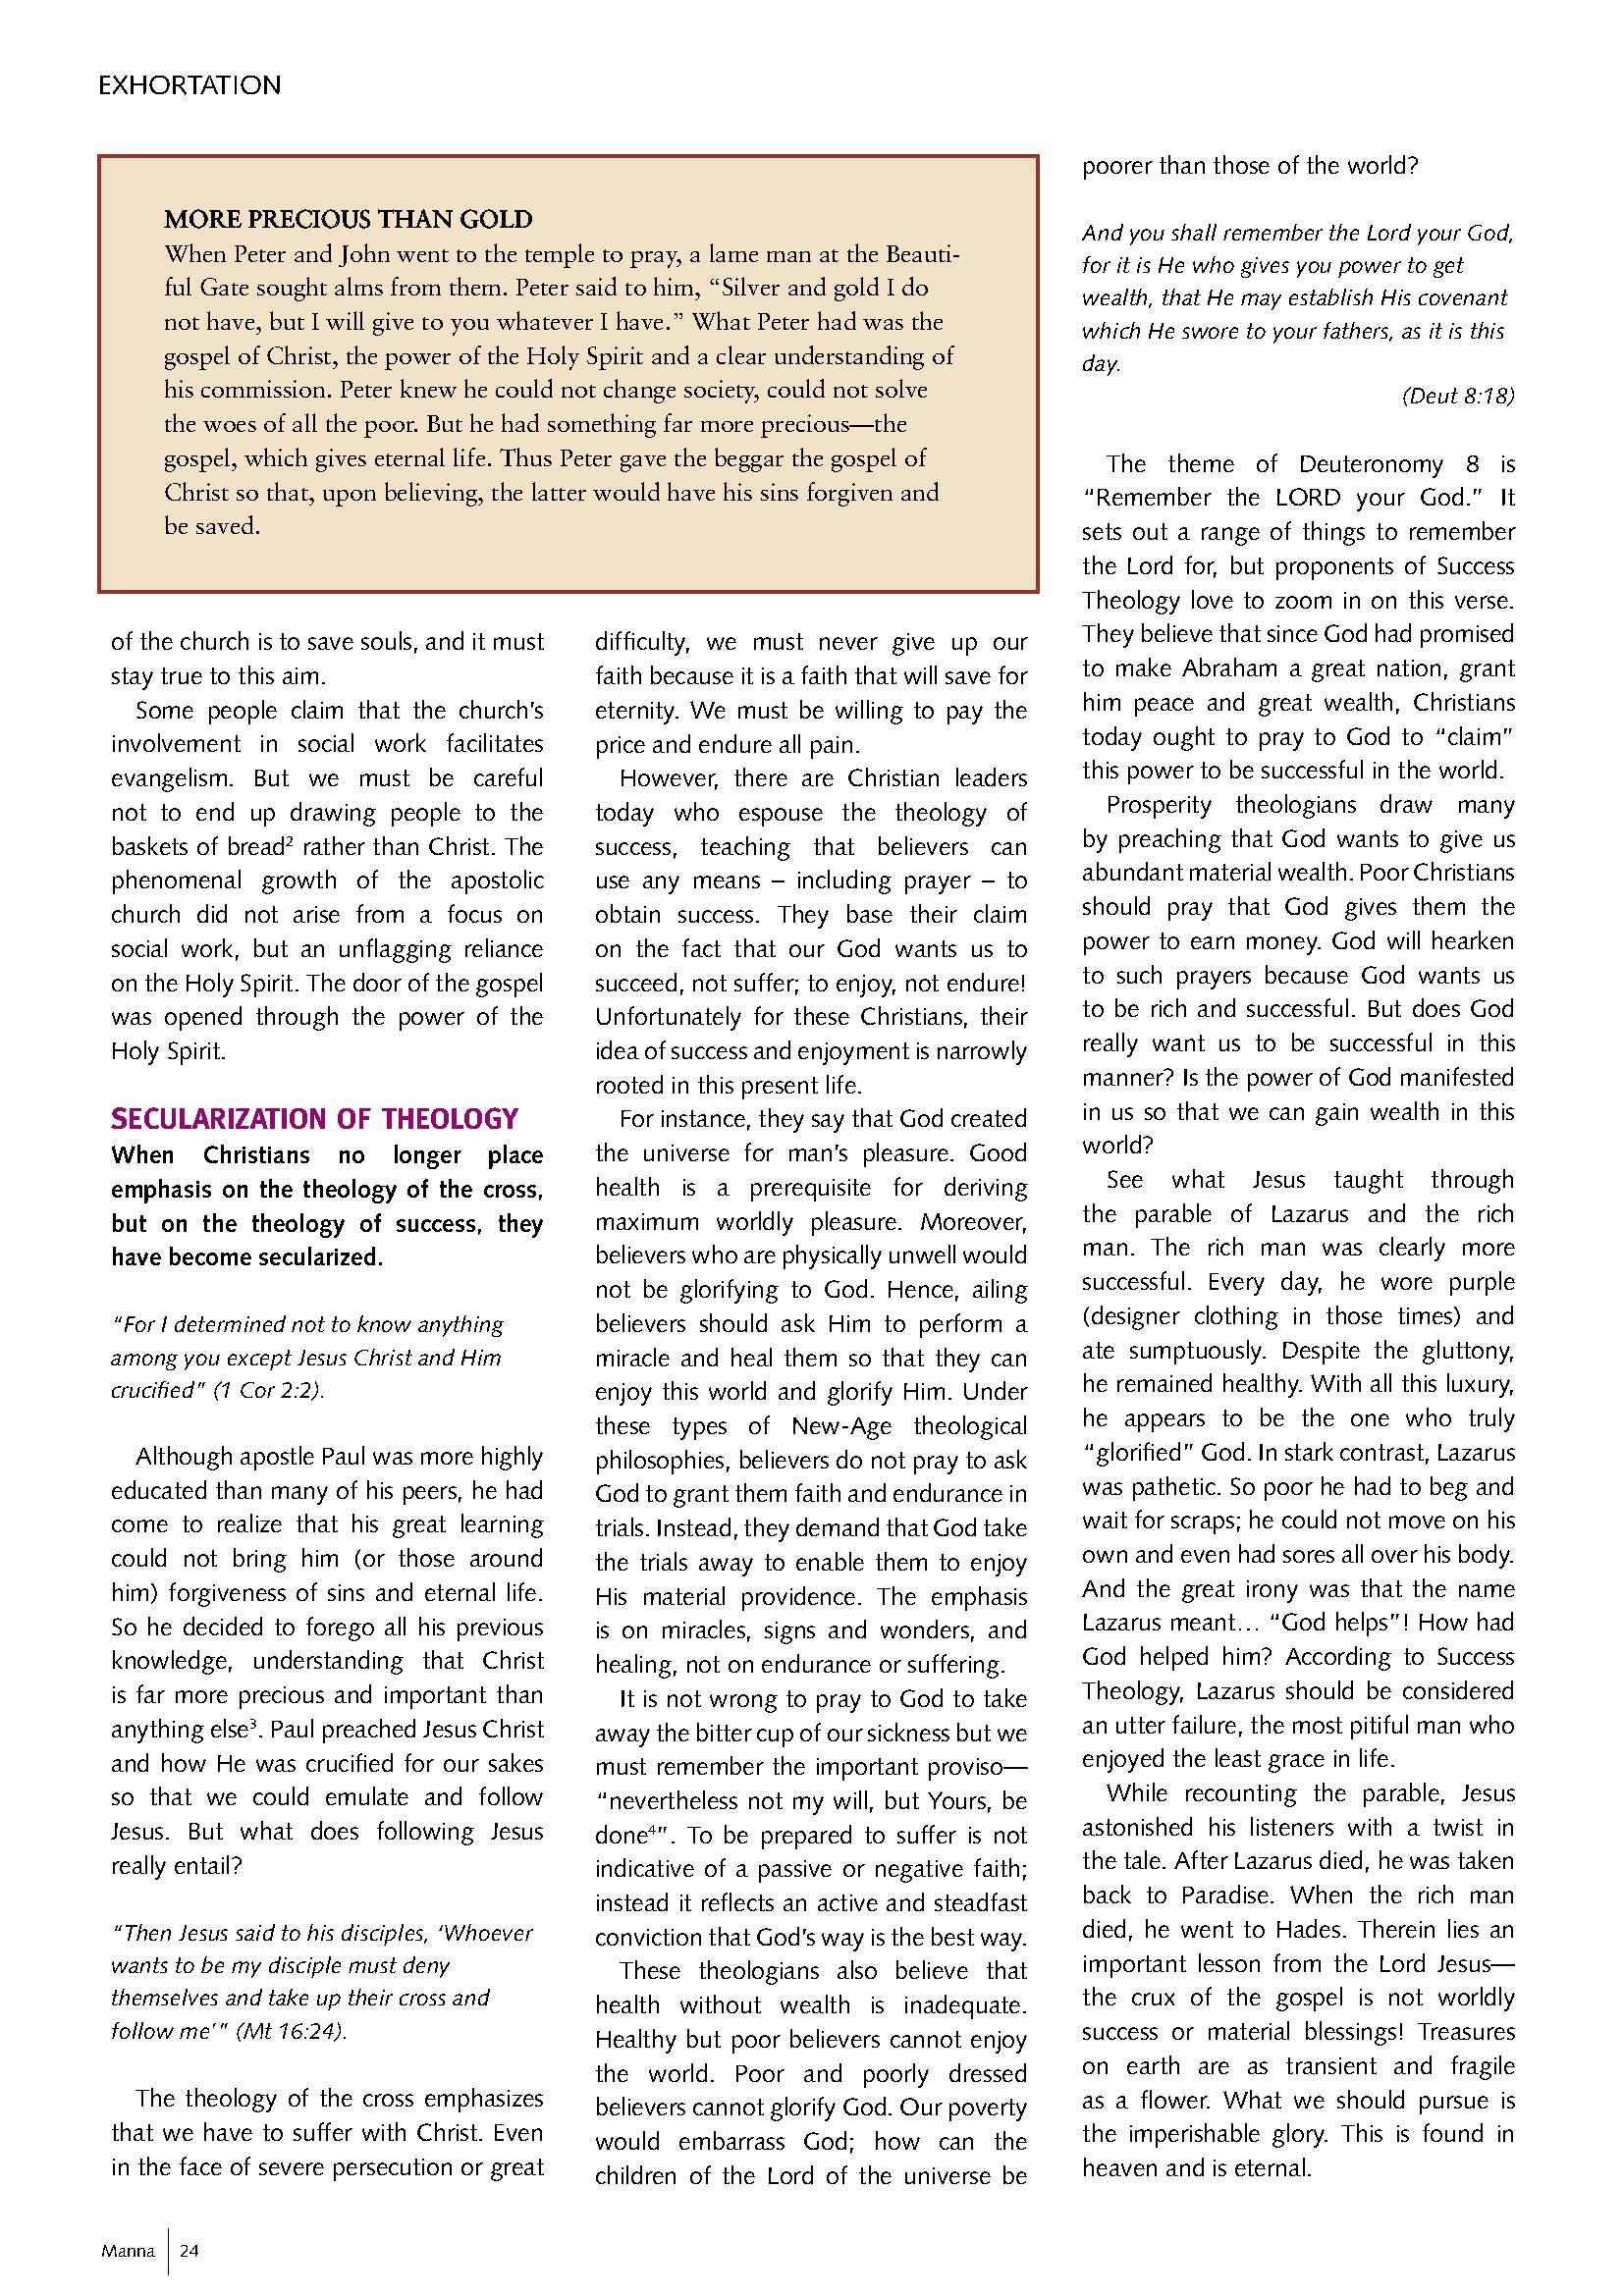 EXHORTATION
MORE PRECIOUS THAN GOLD
When Peter and John went to the temple to pray, a lame man at the Beauti-
ful Gate sought alms from them. Peter said to him, “Silver and gold I do
not have, but I will give to you whatever I have.” What Peter had was the
gospel of Christ, the power of the Holy Spirit and a clear understanding of
his commission. Peter knew he could not change society, could not solve
the woes of all the poor. But he had something far more precious—the
gospel, which gives eternal life. Thus Peter gave the beggar the gospel of
Christ so that, upon believing, the latter would have his sins forgiven and
be saved.
of the church is to save souls, and it must
stay true to this aim.
Some people claim that the church’s
involvement in social work facilitates
evangelism. But we must be careful
not to end up drawing people to the
baskets of bread² rather than Christ. The
phenomenal growth of the apostolic
church did not arise from a focus on
social work, but an unflagging reliance
on the Holy Spirit. The door of the gospel
was opened through the power of the
Holy Spirit.
SECULARIZATION OF THEOLOGY
When Christians no longer place
emphasis on the theology of the cross,
but on the theology of success, they
have become secularized.
“For I determined not to know anything
among you except Jesus Christ and Him
crucified” (1 Cor 2:2).
Although apostle Paul was more highly
educated than many of his peers, he had
come to realize that his great learning
could not bring him (or those around
him) forgiveness of sins and eternal life.
So he decided to forego all his previous
knowledge, understanding that Christ
is far more precious and important than
anything else³. Paul preached Jesus Christ
and how He was crucified for our sakes
so that we could emulate and follow
Jesus. But what does following Jesus
really entail?
“Then Jesus said to his disciples, ‘Whoever
wants to be my disciple must deny
themselves and take up their cross and
follow me’” (Mt 16:24).
The theology of the cross emphasizes
that we have to suffer with Christ. Even
in the face of severe persecution or great
difficulty, we must never give up our
faith because it is a faith that will save for
eternity. We must be willing to pay the
price and endure all pain.
However, there are Christian leaders
today who espouse the theology of
success, teaching that believers can
use any means – including prayer – to
obtain success. They base their claim
on the fact that our God wants us to
succeed, not suffer; to enjoy, not endure!
Unfortunately for these Christians, their
idea of success and enjoyment is narrowly
rooted in this present life.
For instance, they say that God created
the universe for man’s pleasure. Good
health is a prerequisite for deriving
maximum worldly pleasure. Moreover,
believers who are physically unwell would
not be glorifying to God. Hence, ailing
believers should ask Him to perform a
miracle and heal them so that they can
enjoy this world and glorify Him. Under
these types of New-Age theological
philosophies, believers do not pray to ask
God to grant them faith and endurance in
trials. Instead, they demand that God take
the trials away to enable them to enjoy
His material providence. The emphasis
is on miracles, signs and wonders, and
healing, not on endurance or suffering.
It is not wrong to pray to God to take
away the bitter cup of our sickness but we
must remember the important proviso—
“nevertheless not my will, but Yours, be
done⁴”. To be prepared to suffer is not
indicative of a passive or negative faith;
instead it reflects an active and steadfast
conviction that God’s way is the best way.
These theologians also believe that
health without wealth is inadequate.
Healthy but poor believers cannot enjoy
the world. Poor and poorly dressed
believers cannot glorify God. Our poverty
would embarrass God; how can the
children of the Lord of the universe be
poorer than those of the world?
And you shall remember the Lord your God,
for it is He who gives you power to get
wealth, that He may establish His covenant
which He swore to your fathers, as it is this
day.
(Deut 8:18)
The theme of Deuteronomy 8 is
“Remember the LORD your God.” It
sets out a range of things to remember
the Lord for, but proponents of Success
Theology love to zoom in on this verse.
They believe that since God had promised
to make Abraham a great nation, grant
him peace and great wealth, Christians
today ought to pray to God to “claim”
this power to be successful in the world.
Prosperity theologians draw many
by preaching that God wants to give us
abundant material wealth. Poor Christians
should pray that God gives them the
power to earn money. God will hearken
to such prayers because God wants us
to be rich and successful. But does God
really want us to be successful in this
manner? Is the power of God manifested
in us so that we can gain wealth in this
world?
See what Jesus taught through
the parable of Lazarus and the rich
man. The rich man was clearly more
successful. Every day, he wore purple
(designer clothing in those times) and
ate sumptuously. Despite the gluttony,
he remained healthy. With all this luxury,
he appears to be the one who truly
“glorified” God. In stark contrast, Lazarus
was pathetic. So poor he had to beg and
wait for scraps; he could not move on his
own and even had sores all over his body.
And the great irony was that the name
Lazarus meant… “God helps”! How had
God helped him? According to Success
Theology, Lazarus should be considered
an utter failure, the most pitiful man who
enjoyed the least grace in life.
While recounting the parable, Jesus
astonished his listeners with a twist in
the tale. After Lazarus died, he was taken
back to Paradise. When the rich man
died, he went to Hades. Therein lies an
important lesson from the Lord Jesus—
the crux of the gospel is not worldly
success or material blessings! Treasures
on earth are as transient and fragile
as a flower. What we should pursue is
the imperishable glory. This is found in
heaven and is eternal.
Manna 24